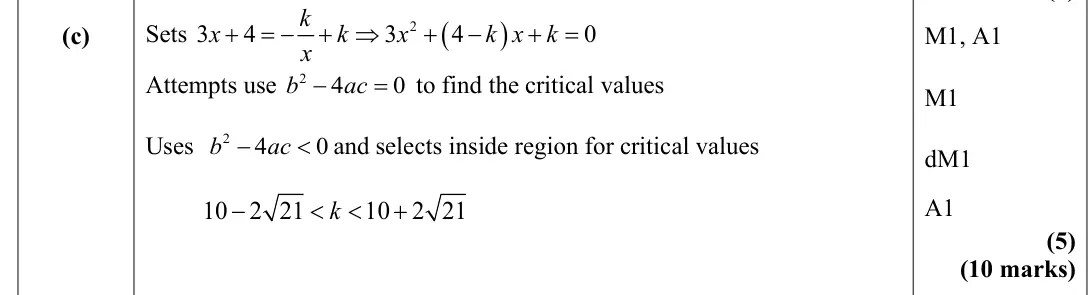 (c) Sets 3x + 4 = −k/x + k ⇒ 3x² + (4 − k)x + k = 0 M1, A1
Attempts use b² − 4ac = 0 to find the critical values M1
Uses b² − 4ac < 0 and selects inside region for critical values dM1
10 − 2√21 < k < 10 + 2√21 A1
(5)
(10 marks)